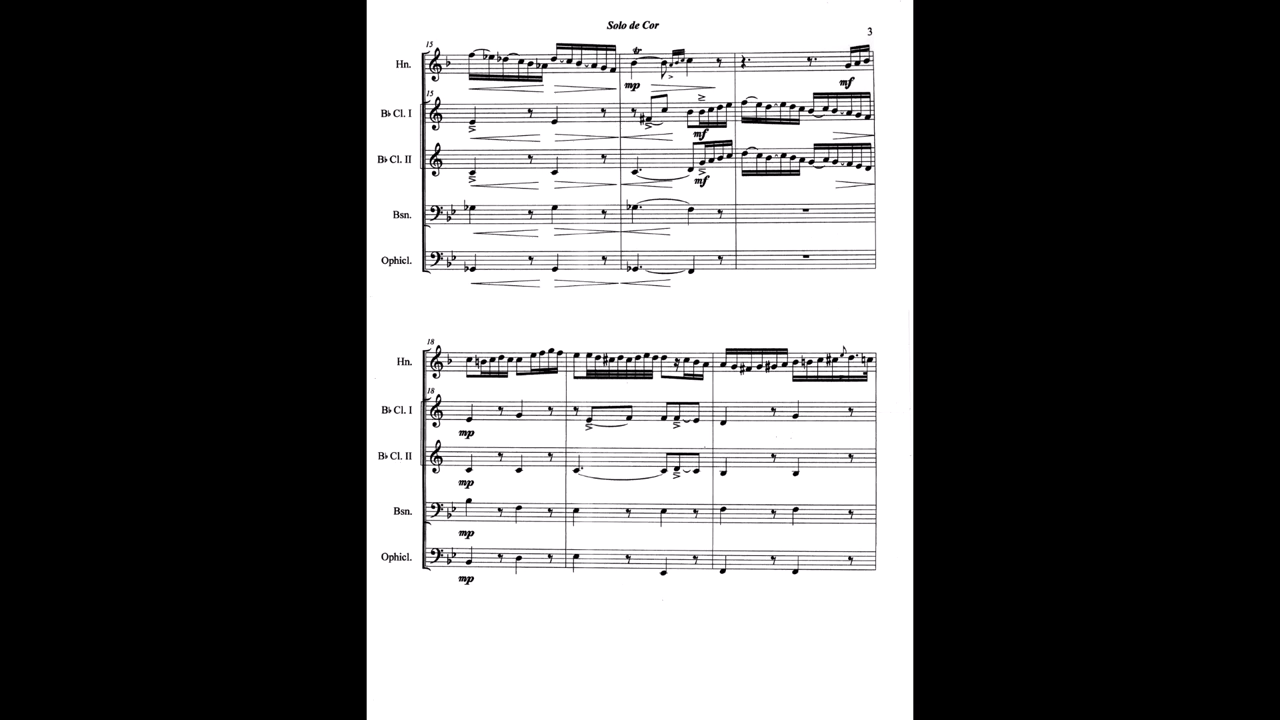 Solo de Cor
3
15
Hn.
tr
mp
mf
15
B♭ Cl. I
mf
B♭ Cl. II
mf
Bsn.
Ophicl.
18
Hn.
18
B♭ Cl. I
mp
B♭ Cl. II
mp
Bsn.
mp
Ophicl.
mp